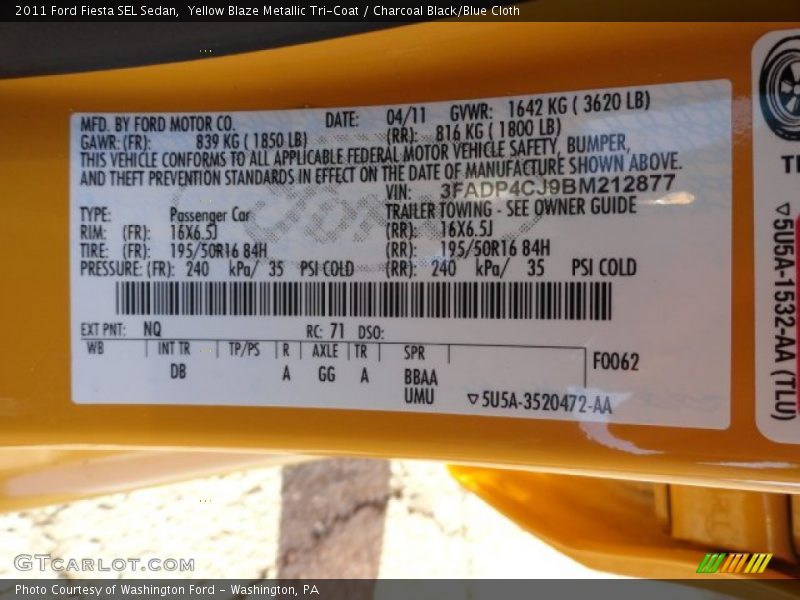 2011 Ford Fiesta SEL Sedan,  Yellow Blaze Metallic Tri-Coat / Charcoal Black/Blue Cloth
MFD. BY FORD MOTOR CO. DATE: 04/11 GVWR: 1642 KG ( 3620 LB)
GAWR: (FR): 839 KG ( 1850 LB) (RR): 816 KG ( 1800 LB)
THIS VEHICLE CONFORMS TO ALL APPLICABLE FEDERAL MOTOR VEHICLE SAFETY, BUMPER,
AND THEFT PREVENTION STANDARDS IN EFFECT ON THE DATE OF MANUFACTURE SHOWN ABOVE.
VIN: 3FADP4CJ9BM212877
TYPE: Passenger Car TRAILER TOWING - SEE OWNER GUIDE
RIM: (FR): 16X6.5J (RR): 16X6.5J
TIRE: (FR): 195/50R16 84H (RR): 195/50R16 84H
PRESSURE: (FR): 240 kPa/ 35 PSI COLD (RR): 240 kPa/ 35 PSI COLD
EXT PNT: NQ RC: 71 DSO:
WB INT TR TP/PS R AXLE TR SPR F0062
DB A GG A BBAA
UMU ▽5U5A-3520472-AA
▽5U5A-1532-AA (TLU)
GTCARLOT.COM
Photo Courtesy of Washington Ford - Washington, PA